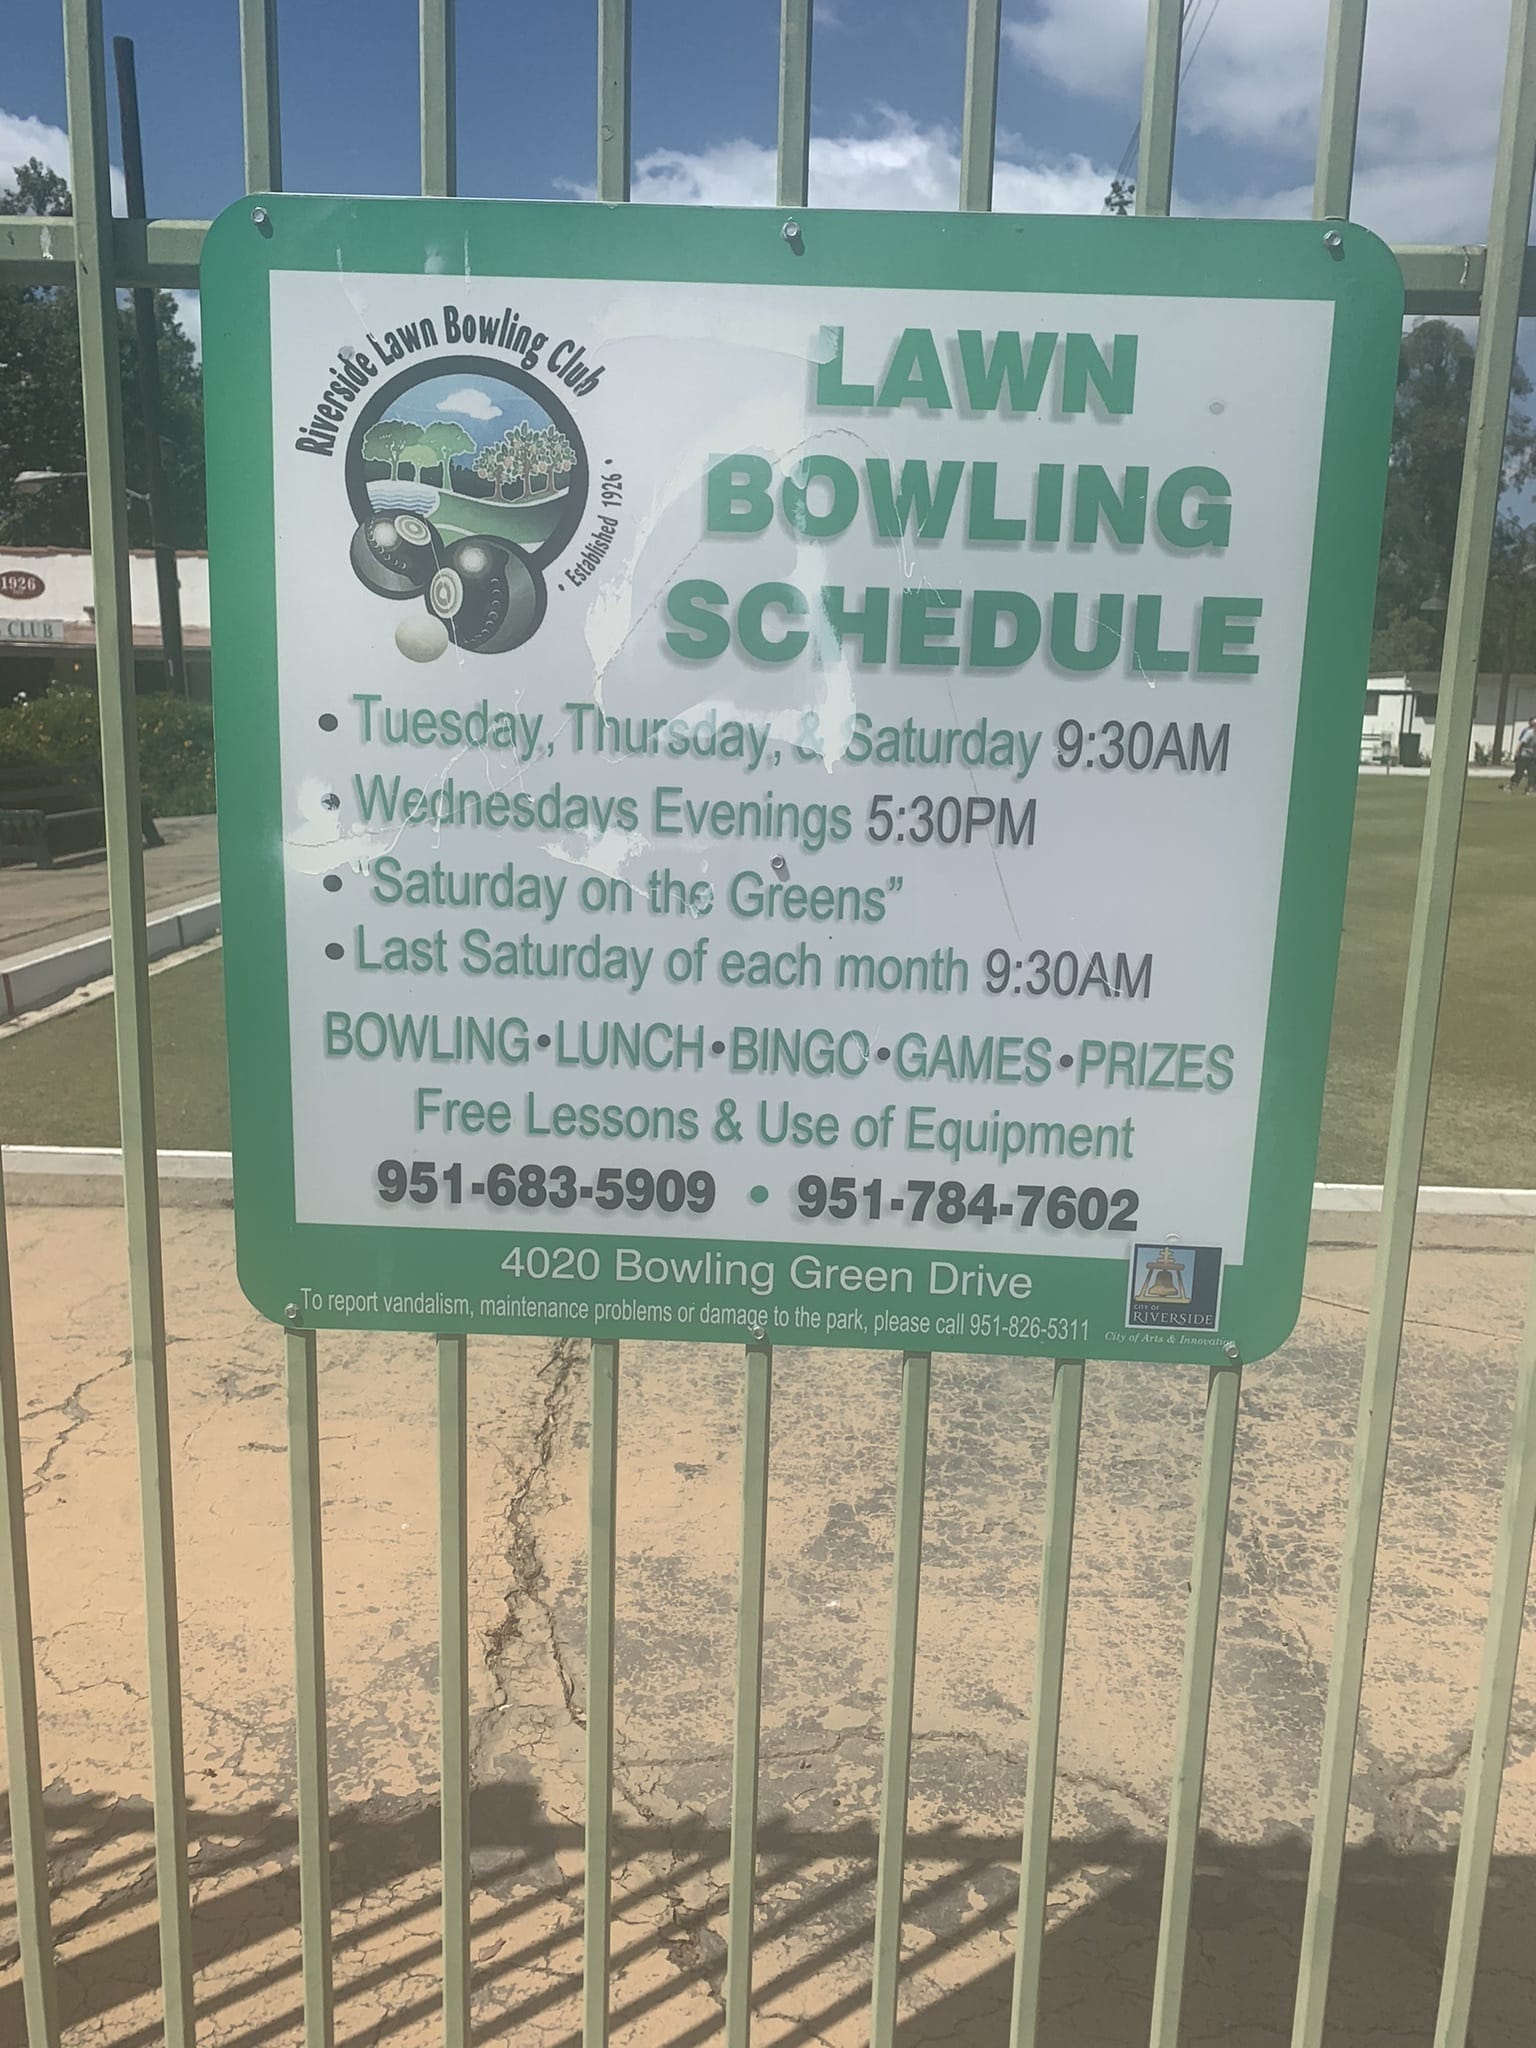 Riverside Lawn Bowling Club
• Established 1926 •
LAWN
BOWLING
SCHEDULE
• Tuesday, Thursday, & Saturday 9:30AM
• Wednesdays Evenings 5:30PM
• "Saturday on the Greens"
• Last Saturday of each month 9:30AM
BOWLING•LUNCH•BINGO•GAMES•PRIZES
Free Lessons & Use of Equipment
951-683-5909 • 951-784-7602
4020 Bowling Green Drive
To report vandalism, maintenance problems or damage to the park, please call 951-826-5311
CITY OF
RIVERSIDE
City of Arts & Innovation
1926
CLUB